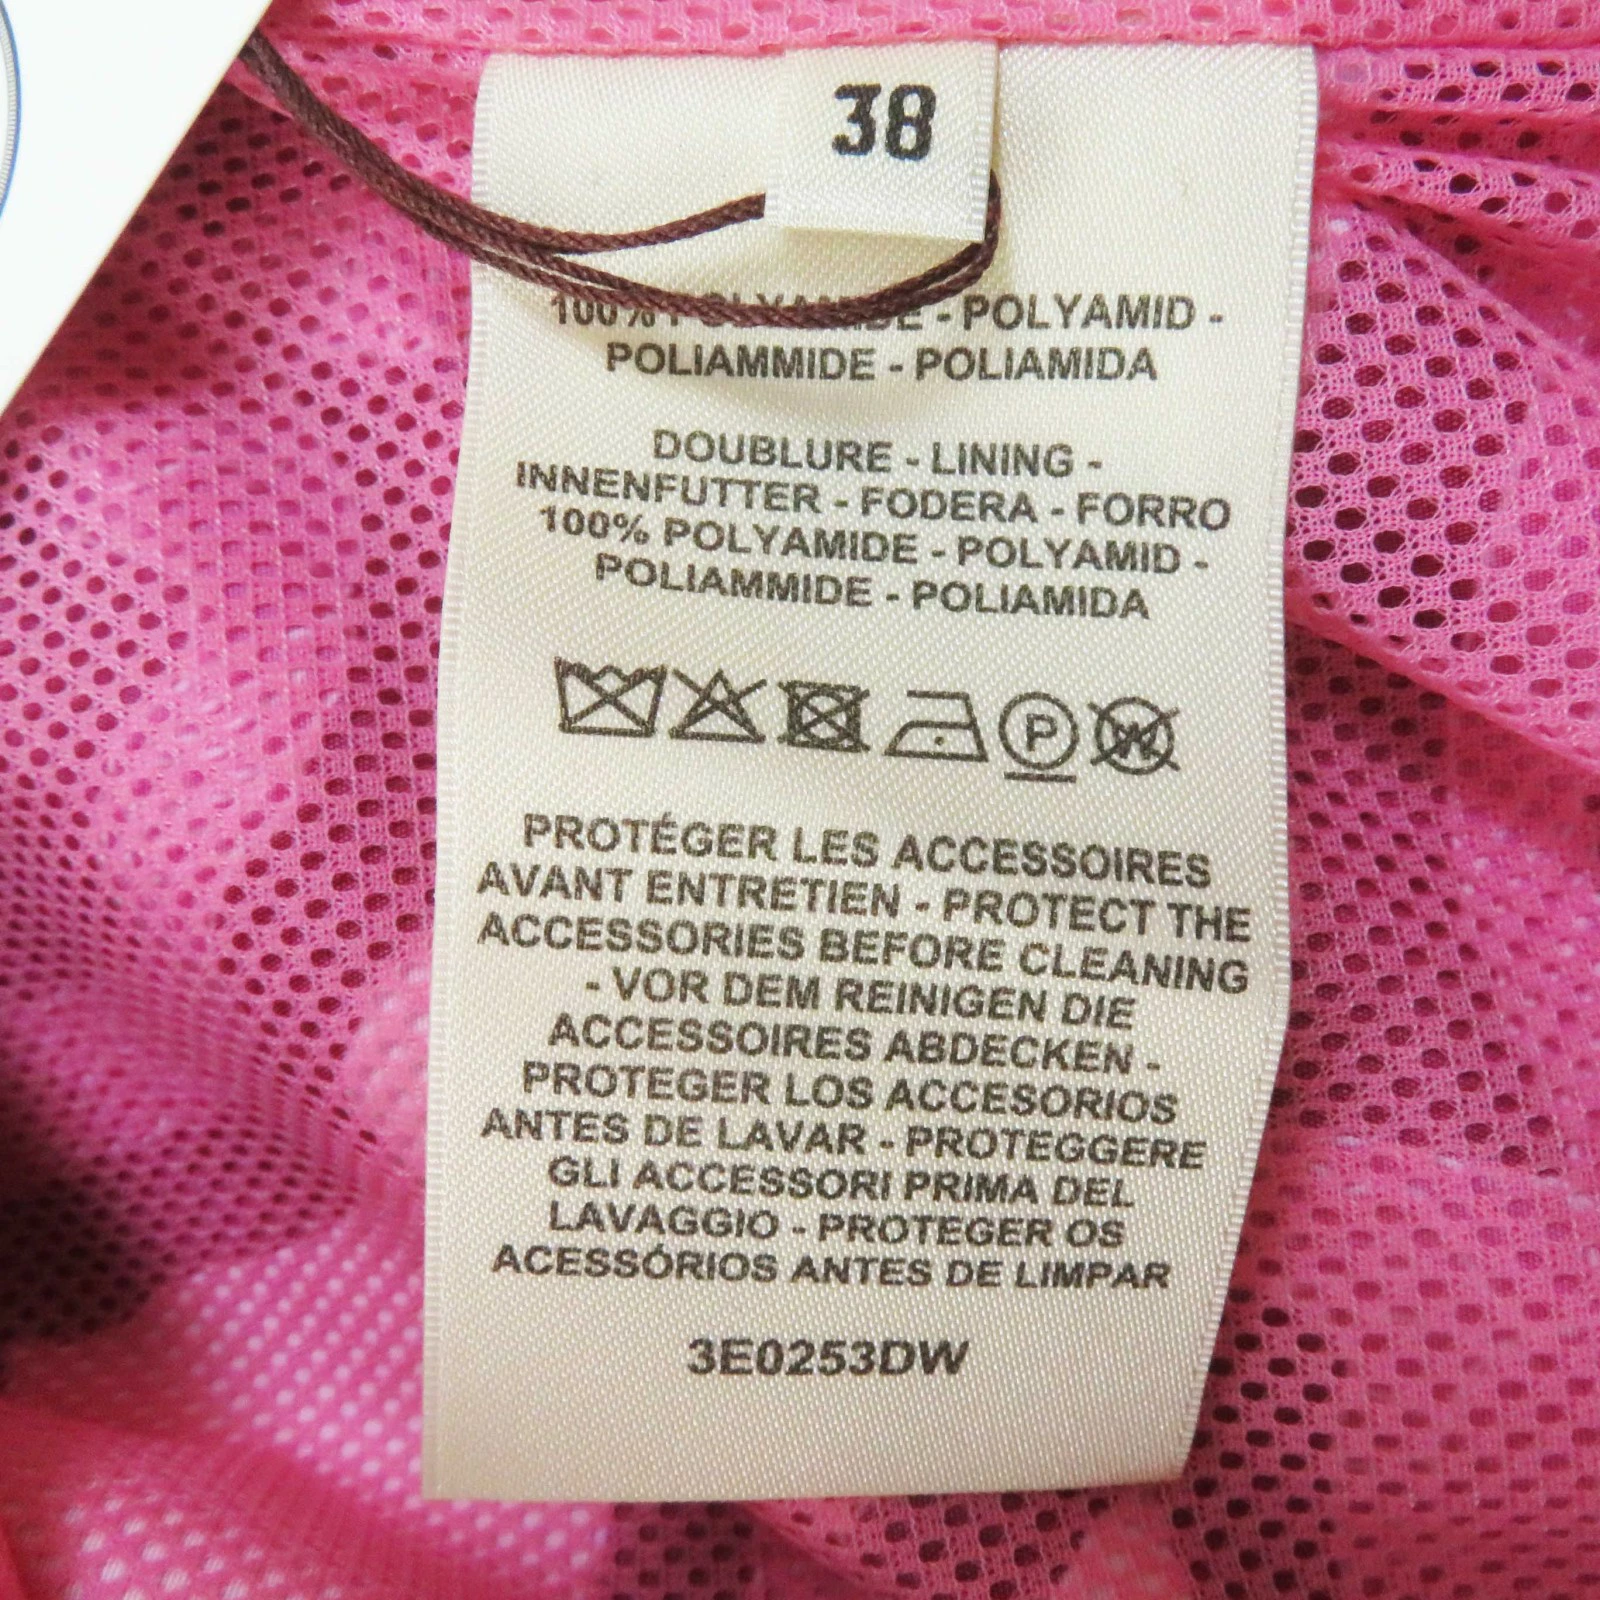 38
100% POLYAMIDE - POLYAMID -
POLIAMMIDE - POLIAMIDA
DOUBLURE - LINING -
INNENFUTTER - FODERA - FORRO
100% POLYAMIDE - POLYAMID -
POLIAMMIDE - POLIAMIDA
P
W
PROTÉGER LES ACCESSOIRES
AVANT ENTRETIEN - PROTECT THE
ACCESSORIES BEFORE CLEANING
- VOR DEM REINIGEN DIE
ACCESSOIRES ABDECKEN -
PROTEGER LOS ACCESORIOS
ANTES DE LAVAR - PROTEGGERE
GLI ACCESSORI PRIMA DEL
LAVAGGIO - PROTEGER OS
ACESSÓRIOS ANTES DE LIMPAR
3E0253DW